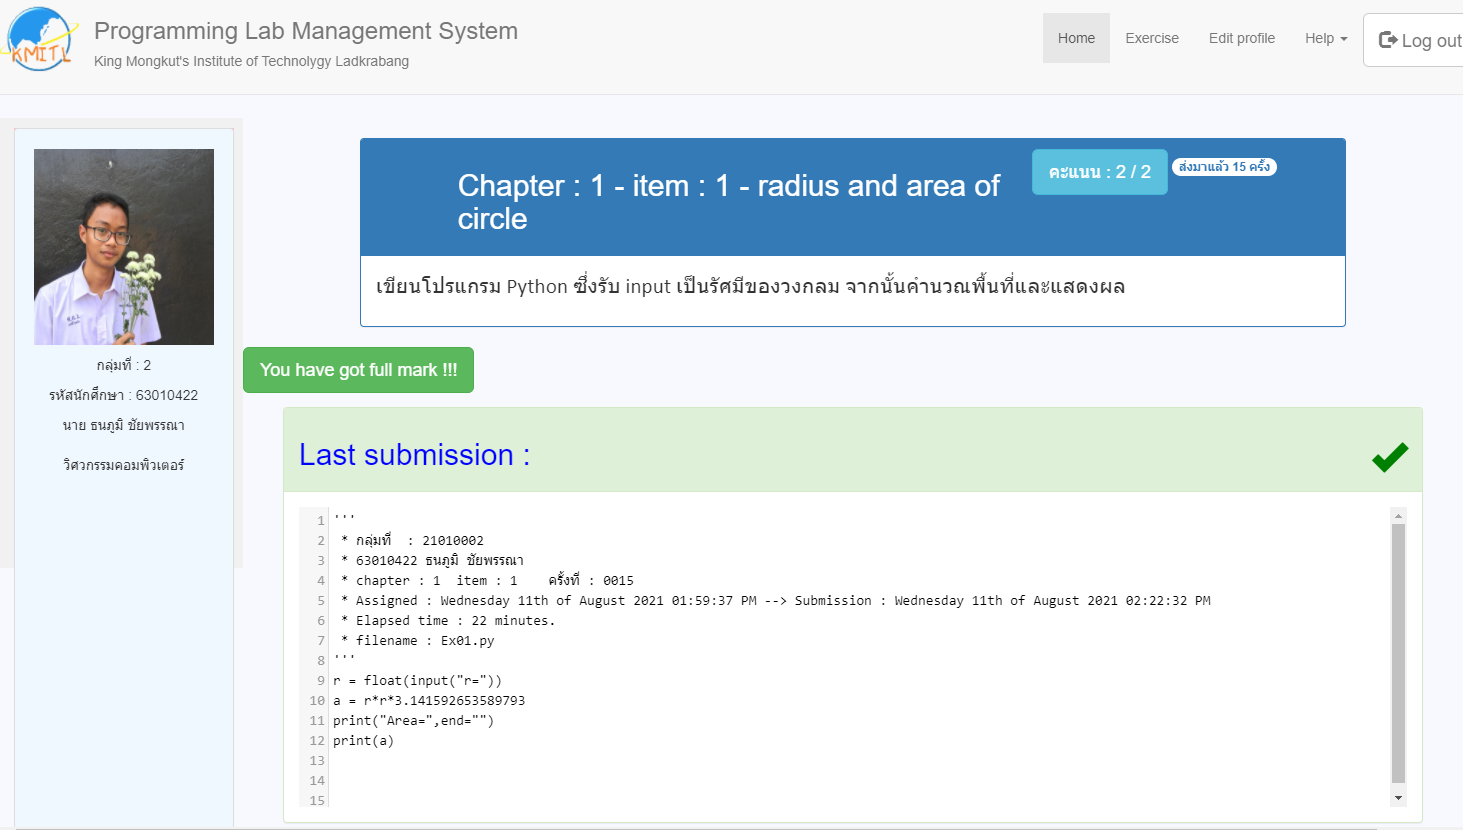 KMITL
Programming Lab Management System
King Mongkut's Institute of Technolygy Ladkrabang
Home
Exercise
Edit profile
Help
Log out
กลุ่มที่ : 2
รหัสนักศึกษา : 63010422
นาย ธนภูมิ ชัยพรรณา
วิศวกรรมคอมพิวเตอร์
Chapter : 1 - item : 1 - radius and area of
circle
คะแนน : 2 / 2
ส่งมาแล้ว 15 ครั้ง
เขียนโปรแกรม Python ซึ่งรับ input เป็นรัศมีของวงกลม จากนั้นคำนวณพื้นที่และแสดงผล
You have got full mark !!!
Last submission :
1 '''
2 * กลุ่มที่ : 21010002
3 * 63010422 ธนภูมิ ชัยพรรณา
4 * chapter : 1 item : 1 ครั้งที่ : 0015
5 * Assigned : Wednesday 11th of August 2021 01:59:37 PM --> Submission : Wednesday 11th of August 2021 02:22:32 PM
6 * Elapsed time : 22 minutes.
7 * filename : Ex01.py
8 '''
9 r = float(input("r="))
10 a = r*r*3.141592653589793
11 print("Area=",end="")
12 print(a)
13
14
15